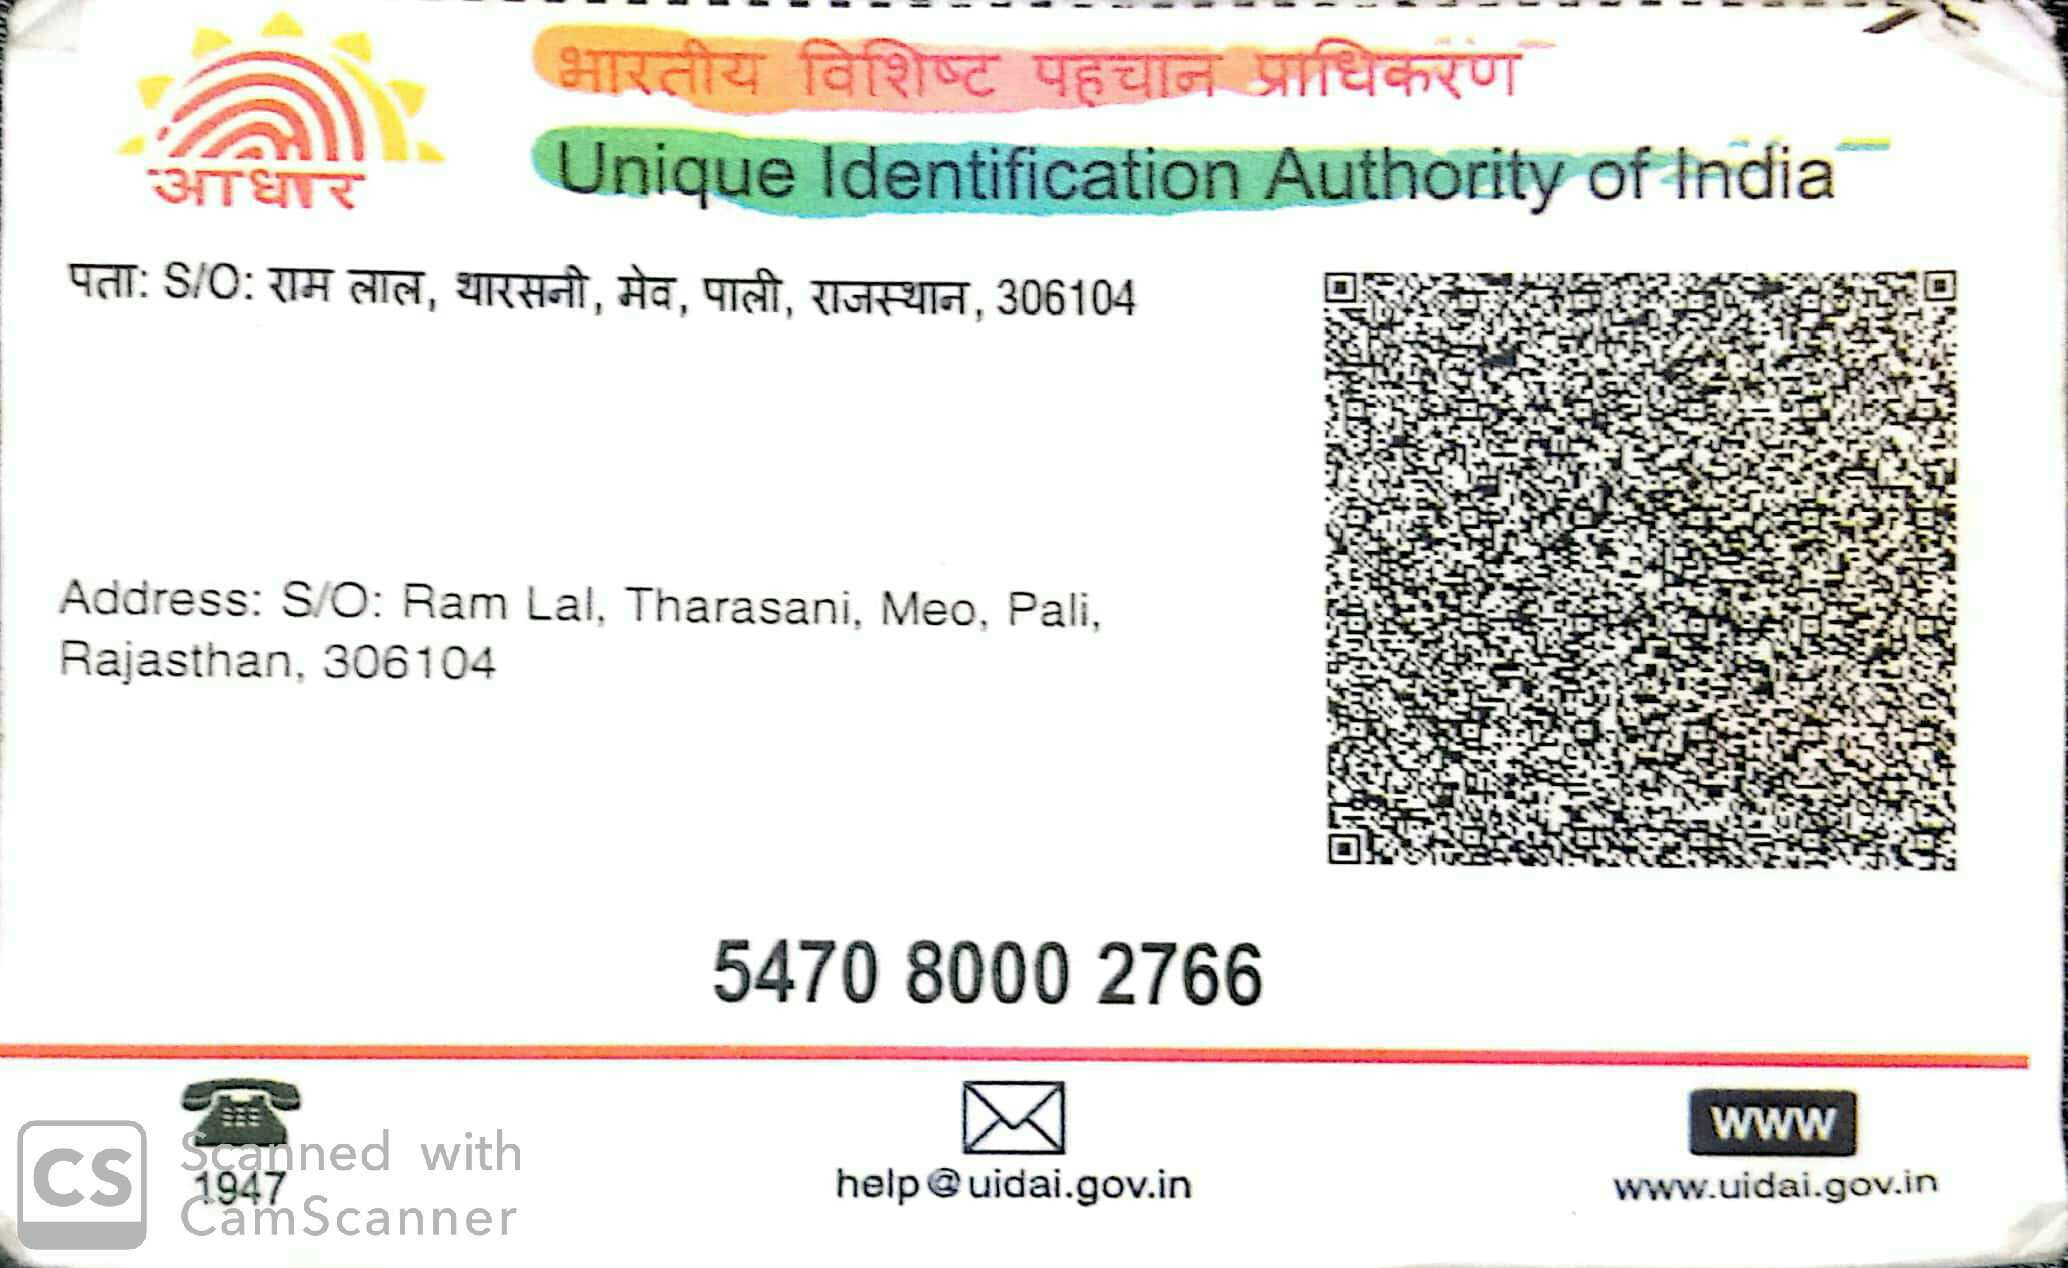 आधार
भारतीय विशिष्ट पहचान प्राधिकरण
Unique Identification Authority of India
पता: S/O: राम लाल, थारसनी, मेव, पाली, राजस्थान, 306104
Address: S/O: Ram Lal, Tharasani, Meo, Pali,
Rajasthan, 306104
5470 8000 2766
1947
help@uidai.gov.in
WWW
www.uidai.gov.in
CS
Scanned with
CamScanner